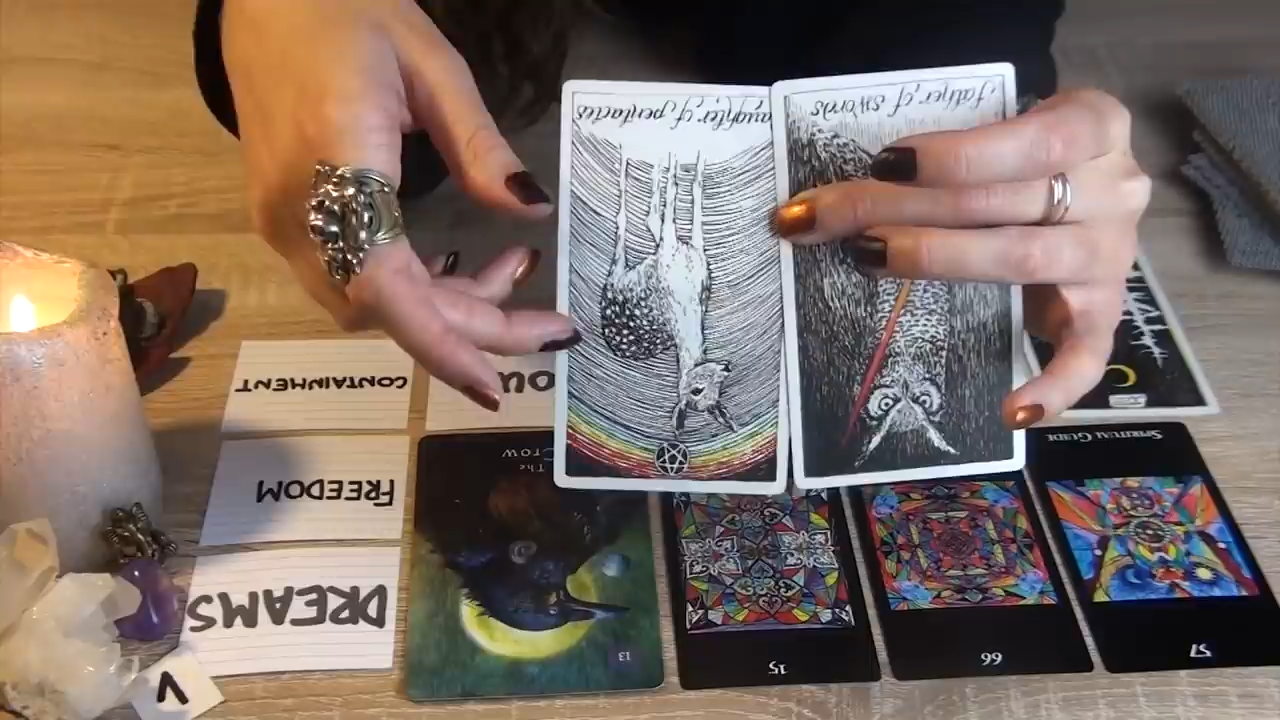 daughter of pentacles
father of swords
CONTAINMENT
FREEDOM
DREAMS
The
Crow
13
Spiritual Guide
15
66
57
V